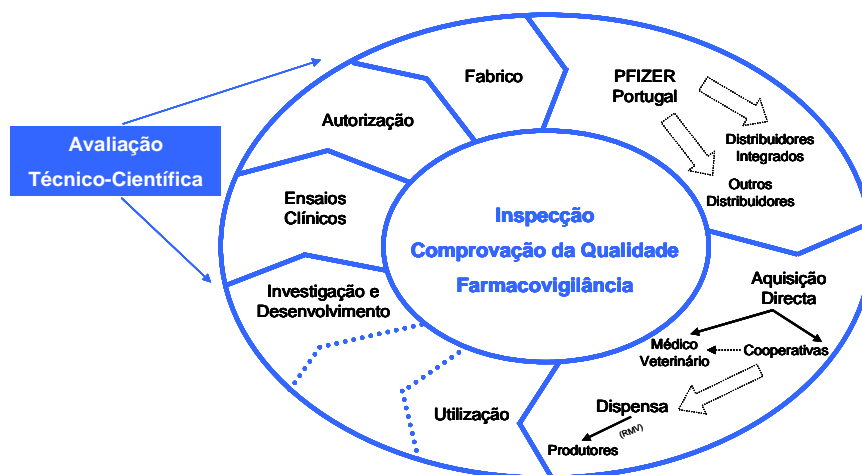 Avaliação
Técnico-Científica
Fabrico
Autorização
Ensaios
Clínicos
Investigação e
Desenvolvimento
PFIZER
Portugal
Distribuidores
Integrados
Outros
Distribuidores
Inspecção
Comprovação da Qualidade
Farmacovigilância
Aquisição
Directa
Médico
Veterinário
Cooperativas
Dispensa
(RMV)
Produtores
Utilização